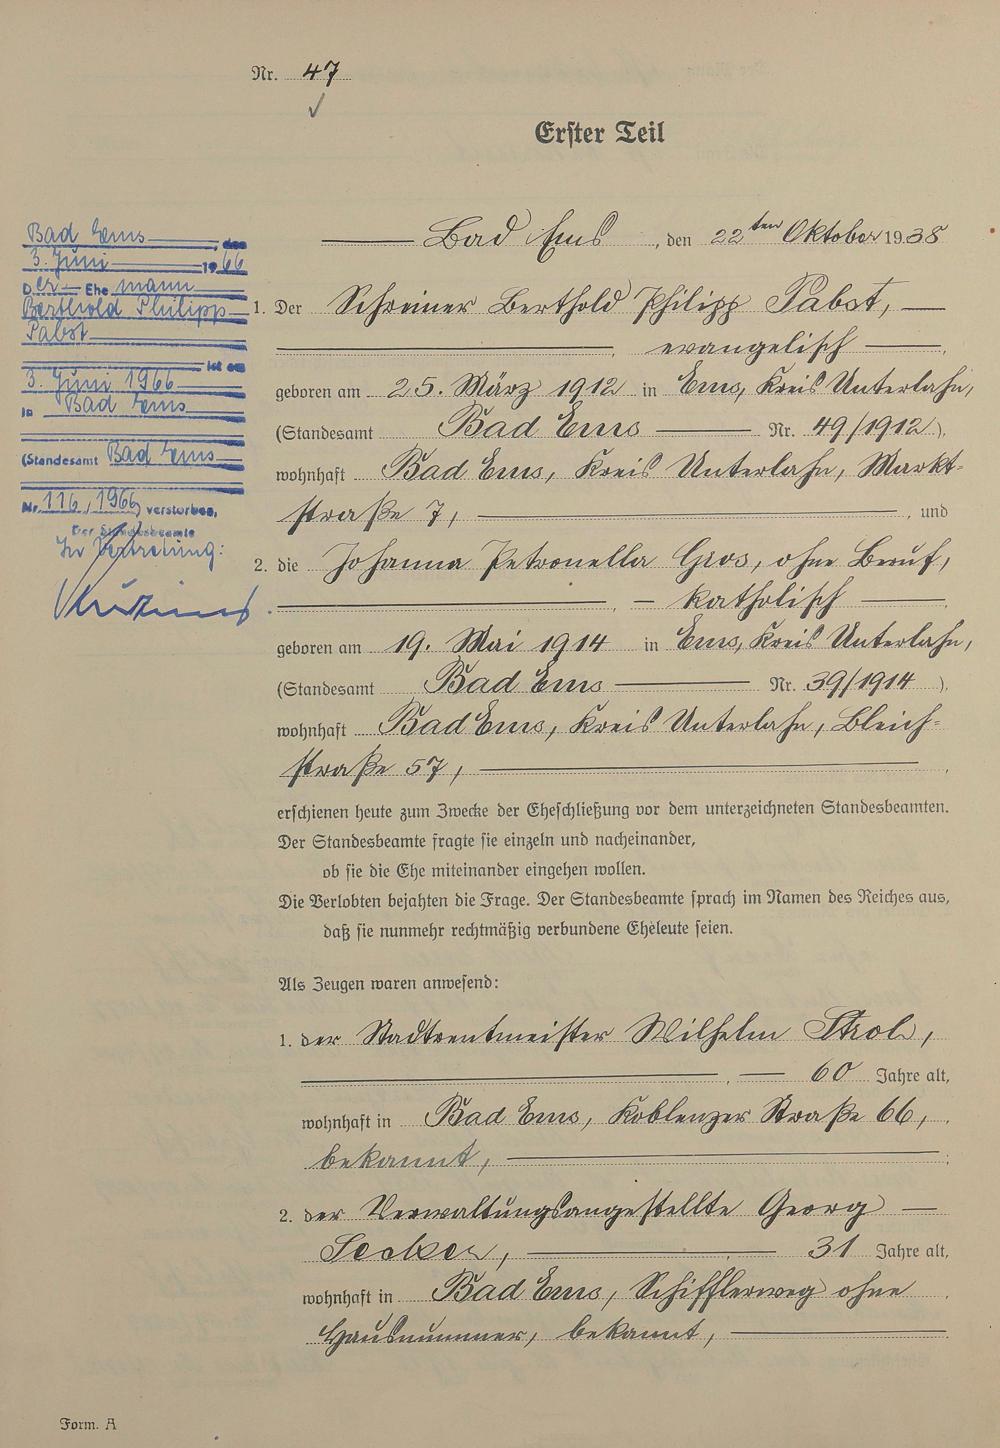 Nr. 47
Erster Teil
Bad Ems, den 22ten Oktober 1938
1. Der Schreiner Berthold Philipp Pabst,
, evangelisch ,
geboren am 25. März 1912 in Ems, Kreis Unterlahn,
(Standesamt Bad Ems Nr. 49/1912),
wohnhaft Bad Ems, Kreis Unterlahn, Markt-
straße 7, , und
2. die Johanna Petronella Gros, ohne Beruf,
, katholisch ,
geboren am 19. Mai 1914 in Ems, Kreis Unterlahn,
(Standesamt Bad Ems Nr. 39/1914),
wohnhaft Bad Ems, Kreis Unterlahn, Bleich-
straße 57, ,
erschienen heute zum Zwecke der Eheschließung vor dem unterzeichneten Standesbeamten.
Der Standesbeamte fragte sie einzeln und nacheinander,
ob sie die Ehe miteinander eingehen wollen.
Die Verlobten bejahten die Frage. Der Standesbeamte sprach im Namen des Reiches aus,
daß sie nunmehr rechtmäßig verbundene Eheleute seien.
Als Zeugen waren anwesend:
1. der Stadtrentmeister Wilhelm
, 60 Jahre alt,
wohnhaft in Bad Ems, Koblenzer Straße 66,
bekannt, ;
2. der Verwaltungsangestellte Georg
, 31 Jahre alt,
wohnhaft in Bad Ems, Schifflerweg ohne
Hausnummer, bekannt,
Form. A
Bad Ems, den
3. Juni 1966
Der Ehemann
Berthold Philipp
Pabst
ist am
3. Juni 1966
in Bad Ems
(Standesamt Bad Ems
Nr. 116/1966) verstorben.
Der Standesbeamte
In Vertretung: